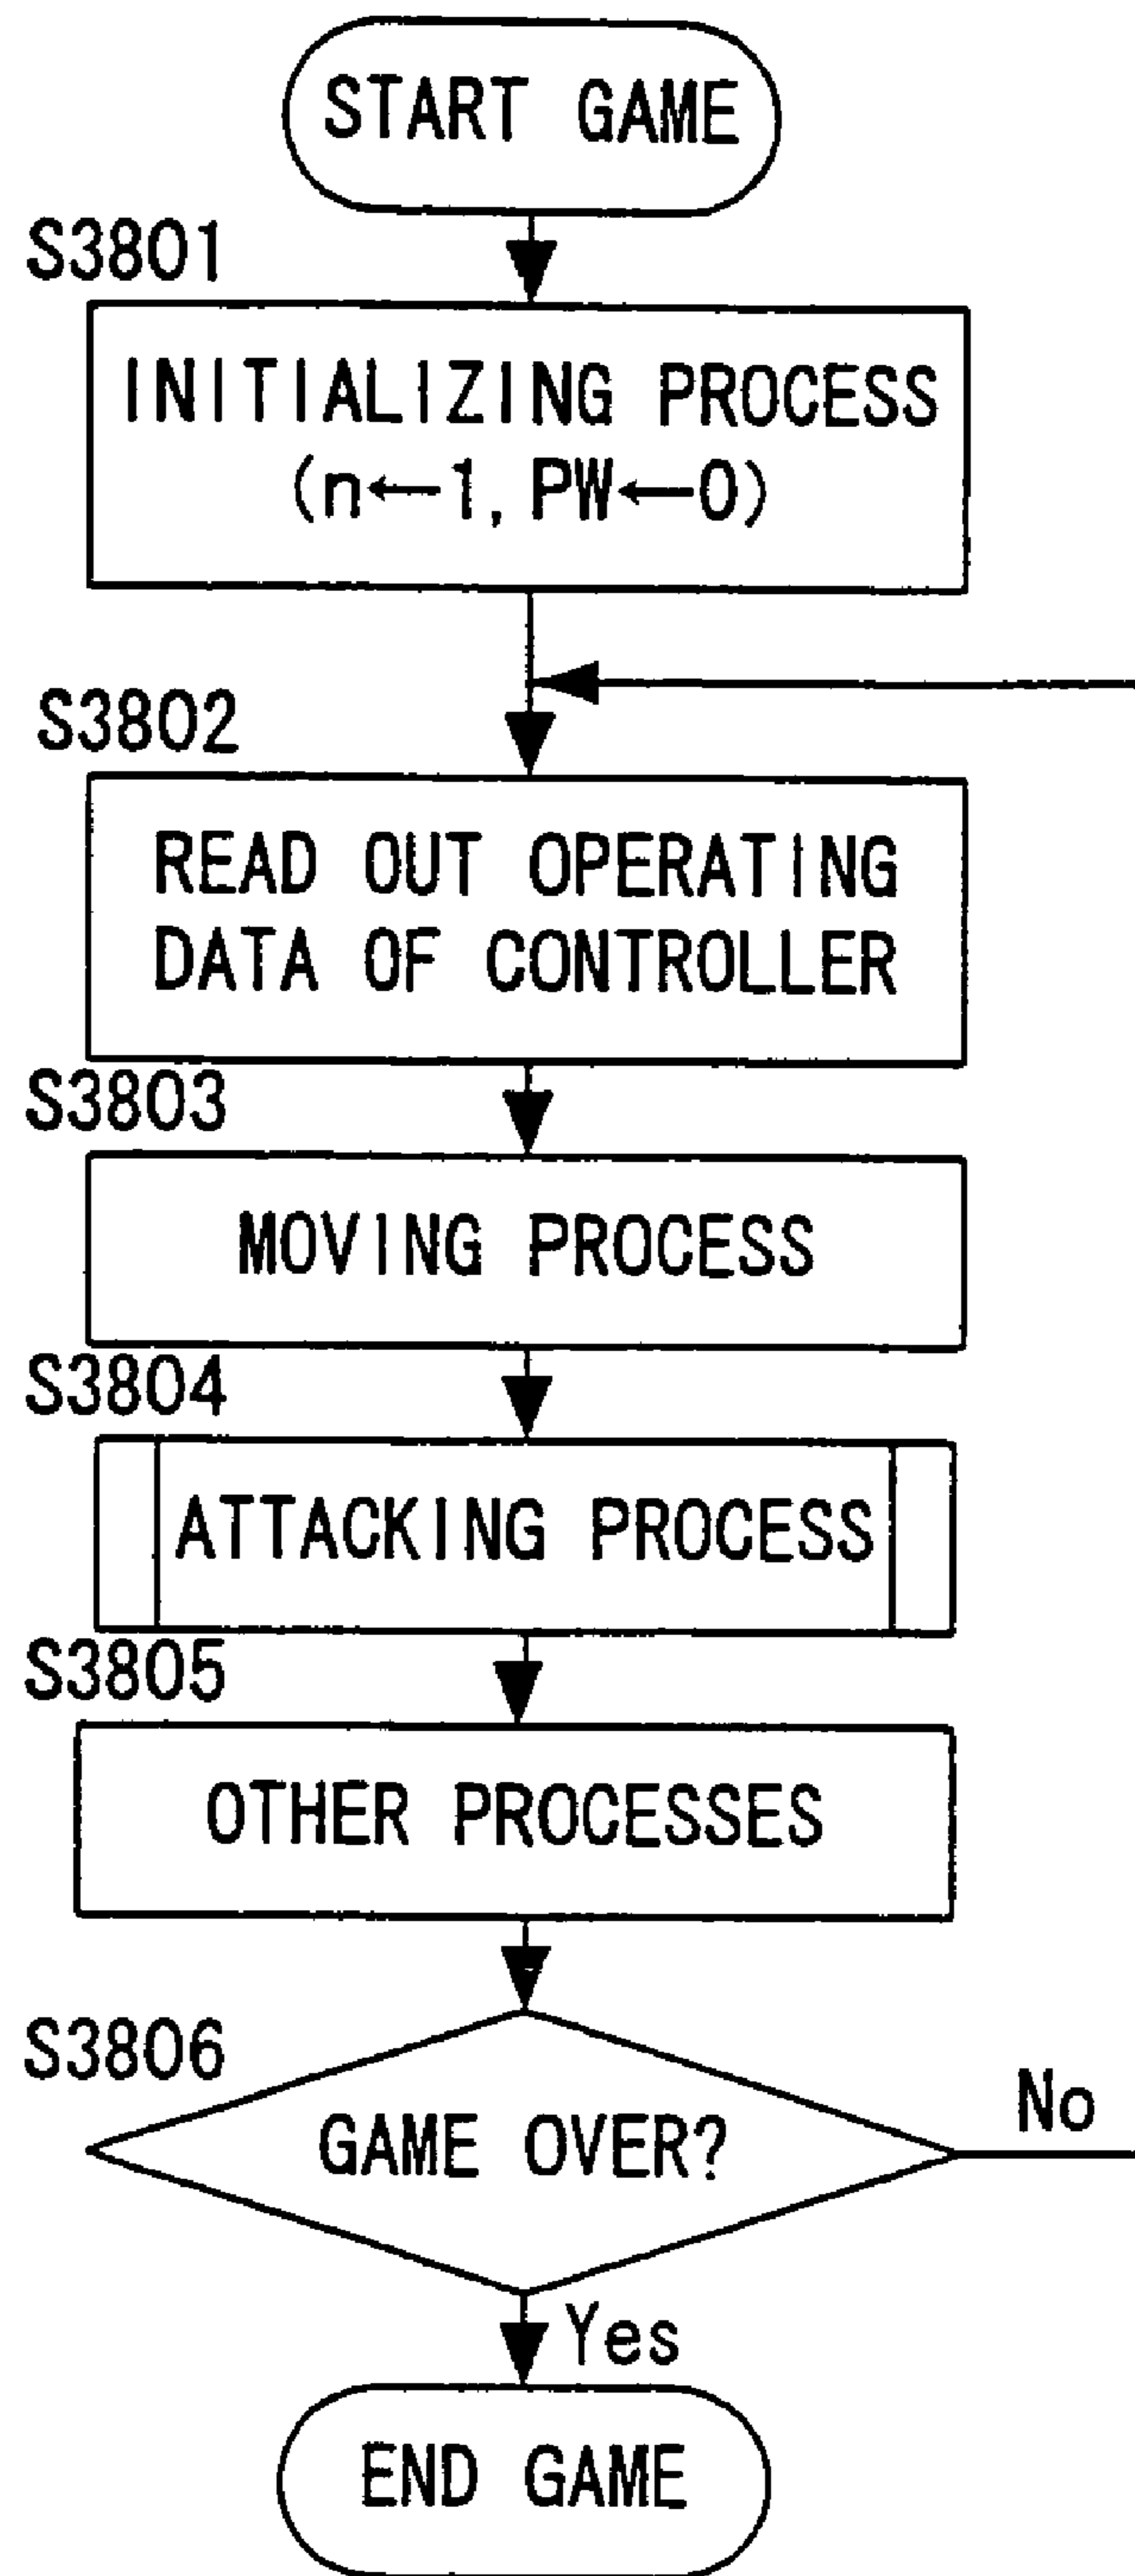 START GAME
S3801
INITIALIZING PROCESS
(n←1, PW←0)
S3802
READ OUT OPERATING
DATA OF CONTROLLER
S3803
MOVING PROCESS
S3804
ATTACKING PROCESS
S3805
OTHER PROCESSES
S3806
GAME OVER?
No
Yes
END GAME